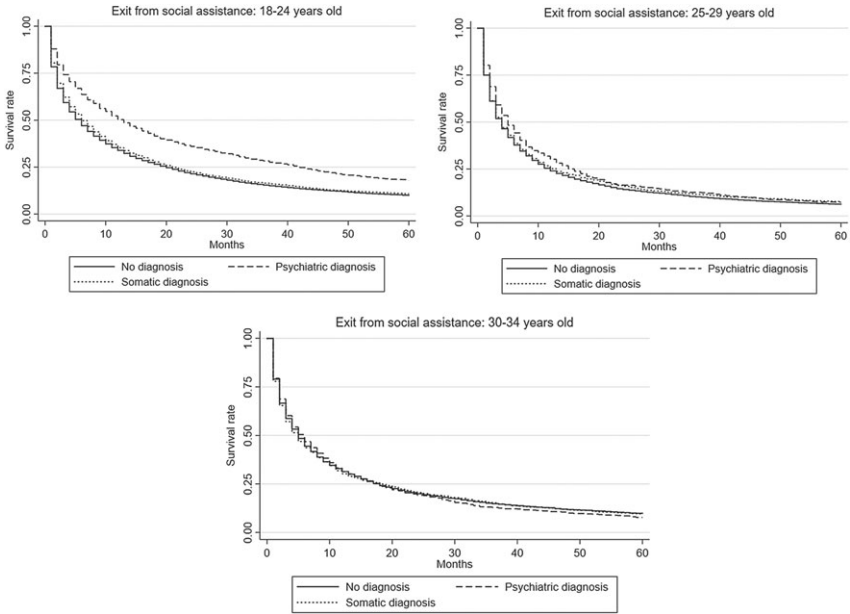 Exit from social assistance: 18-24 years old
Survival rate
1.00
0.75
0.50
0.25
0.00
0 10 20 30 40 50 60
Months
No diagnosis Psychiatric diagnosis
Somatic diagnosis
Exit from social assistance: 25-29 years old
Survival rate
1.00
0.75
0.50
0.25
0.00
0 10 20 30 40 50 60
Months
No diagnosis Psychiatric diagnosis
Somatic diagnosis
Exit from social assistance: 30-34 years old
Survival rate
1.00
0.75
0.50
0.25
0.00
0 10 20 30 40 50 60
Months
No diagnosis Psychiatric diagnosis
Somatic diagnosis